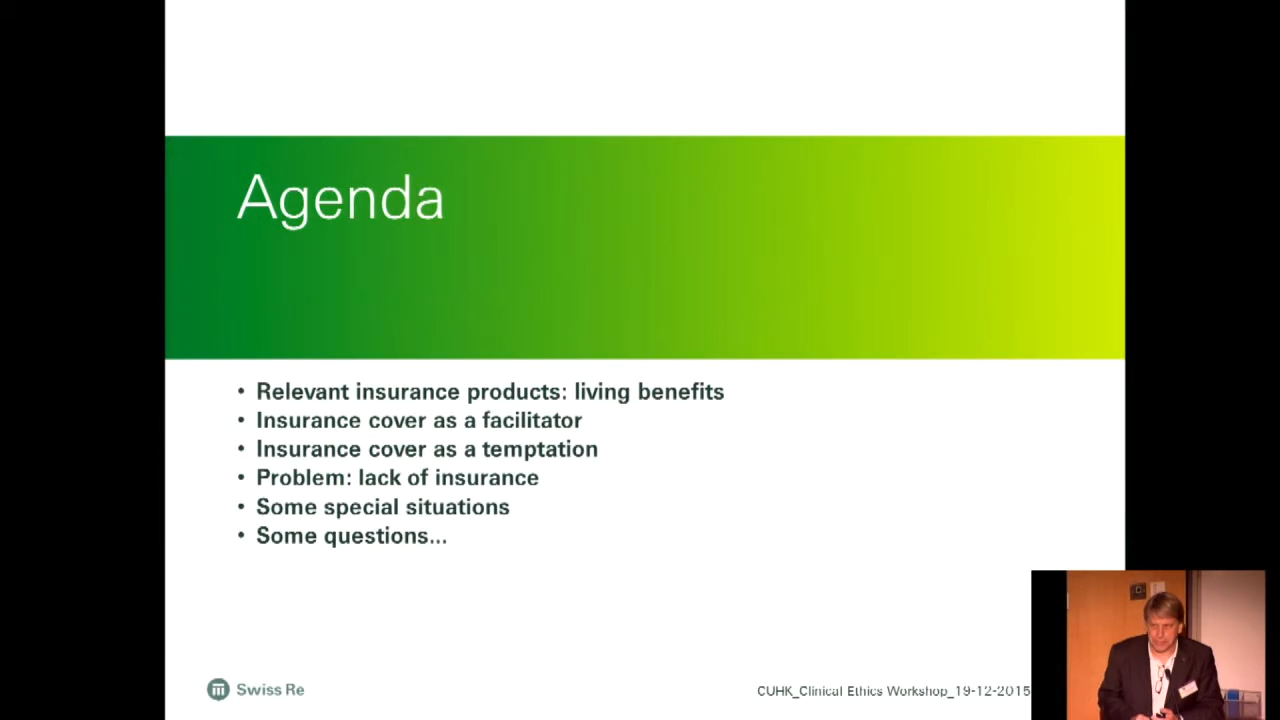 Agenda
• Relevant insurance products: living benefits
• Insurance cover as a facilitator
• Insurance cover as a temptation
• Problem: lack of insurance
• Some special situations
• Some questions...
Swiss Re
CUHK_Clinical Ethics Workshop_19-12-2015